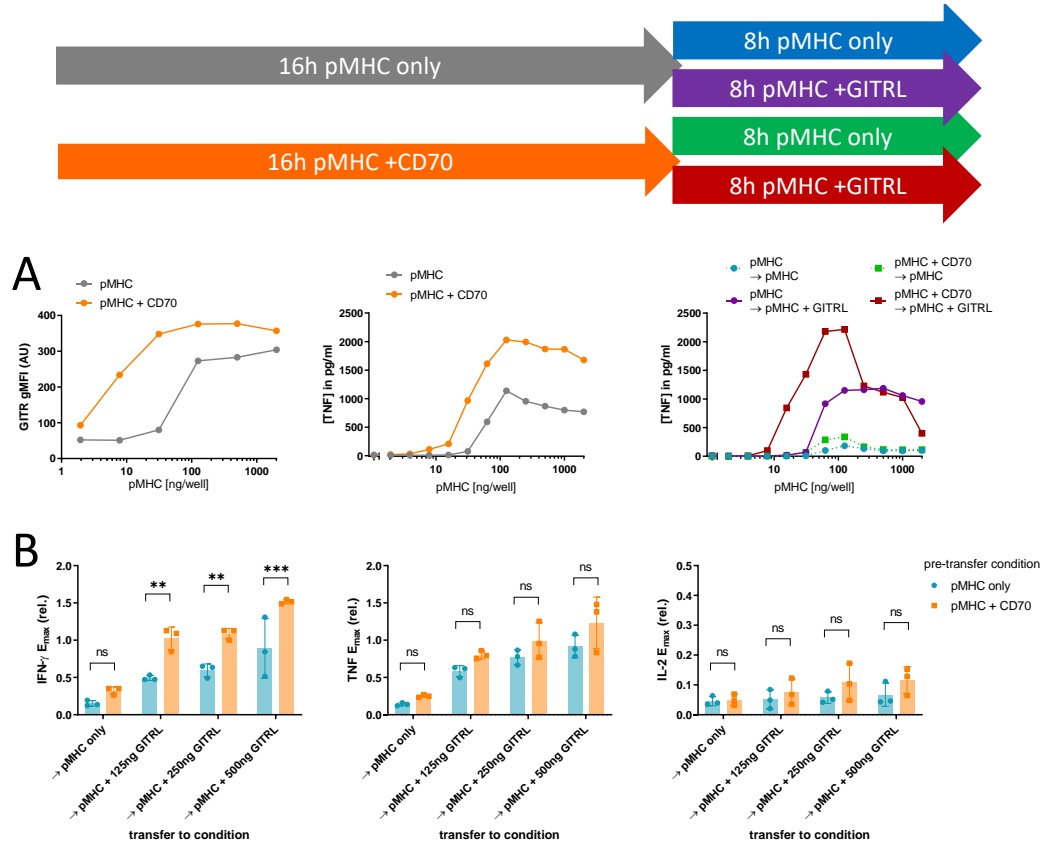 16h pMHC only
8h pMHC only
8h pMHC +GITRL
16h pMHC +CD70
8h pMHC only
8h pMHC +GITRL
A
pMHC
pMHC + CD70
GITR gMFI (AU)
400
300
200
100
0
1
10
100
1000
pMHC [ng/well]
pMHC
pMHC + CD70
[TNF] in pg/ml
2500
2000
1500
1000
500
0
10
100
1000
pMHC [ng/well]
pMHC
→ pMHC
pMHC + CD70
→ pMHC
pMHC
→ pMHC + GITRL
pMHC + CD70
→ pMHC + GITRL
[TNF] in pg/ml
2500
2000
1500
1000
500
0
10
100
1000
pMHC [ng/well]
B
IFN-γ Emax (rel.)
2.0
1.5
1.0
0.5
0.0
ns
**
**
***
→ pMHC only
→ pMHC + 125ng GITRL
→ pMHC + 250ng GITRL
→ pMHC + 500ng GITRL
transfer to condition
TNF Emax (rel.)
2.0
1.5
1.0
0.5
0.0
ns
ns
ns
ns
→ pMHC only
→ pMHC + 125ng GITRL
→ pMHC + 250ng GITRL
→ pMHC + 500ng GITRL
transfer to condition
IL-2 Emax (rel.)
0.5
0.4
0.3
0.2
0.1
0.0
ns
ns
ns
ns
→ pMHC only
→ pMHC + 125ng GITRL
→ pMHC + 250ng GITRL
→ pMHC + 500ng GITRL
transfer to condition
pre-transfer condition
pMHC only
pMHC + CD70